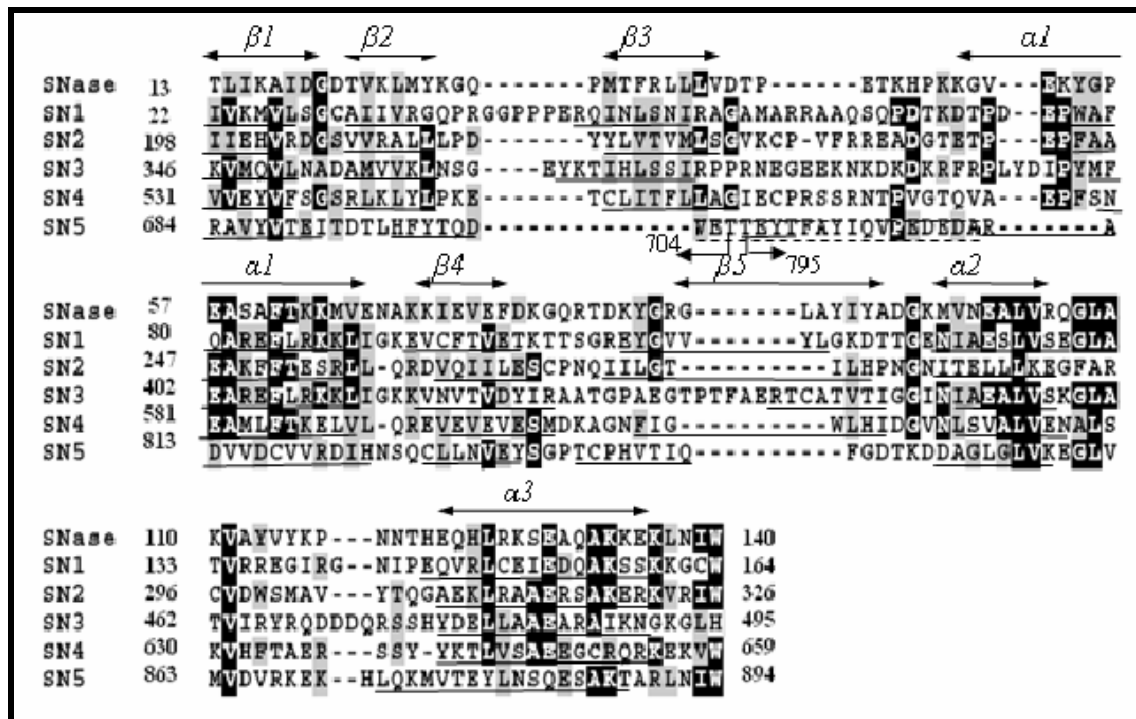 β1 β2 β3 α1
SNase 13 TLIKAIDGDTVKLMYKGQ-------PMTFRLLLVDTP-----ETKHPKKGV---EKYGP
SN1 22 IVKMVLSGCAIIVRGQPRGGPPPERQINLSNIRAGAMARRAAQSQPDTKDTPD---EPWAF
SN2 198 IIEHVRDGSVVRALLLPD-------YYLVTVMLSGVKCP-VFRREADGTETP---EPFAA
SN3 346 KVMQVLNADAMVVKLNSG---EYKTIHLSSIRPPRNEGEEKNKDKDKRFRPLYDIPYMF
SN4 531 VVEYVFSGSRLKLYLPKE-------TCLITFLLAGIECPRSSRNTPVGTQVA---EPFSN
SN5 684 RAVYVTEITDTLHFYTQD-------------WETTEYTFAYIQVPEDEDAR-------A
704 795
α1 β4 β5 α2
SNase 57 EASAFTKKMVENAKKIEVEFDKGQRTDKYGRG-------LAYIYADGKMVNEALVRQGLA
SN1 80 QAREFLRKKLIGKEVCFTVETKTTSGREYGVV-------YLGKDTTGENIAESLVSEGLA
SN2 247 EAKFFTESRLL-QRDVQIILESCPNQIILGT--------ILHPNGNITELLLKEGFAR
SN3 402 EAREFLRKKLIGKKVNVTVDYIRAATGPAEGTPTFAERTCATVTIGGINIAEALVSKGLA
SN4 581 EAMLFTKELVL-QREVEVEVESMDKAGNFIG--------WLHIDGVNLSVALVENALS
SN5 813 DVVDCVVRDIHNSQCLLNVEYSGPTCPHVTIQ----------FGDTKDDAGLGLVKEGLV
α3
SNase 110 KVAYVYKP---NNTHEQHLRKSEAQAKKEKLNIW 140
SN1 133 TVRREGIRG--NIPEQVRLCEIEDQAKSSKKGCW 164
SN2 296 CVDWSMAV---YTQGAEKLRAAERSAKERKVRIW 326
SN3 462 TVIRYRQDDDQRSSHYDELLAAEARAIKNGKGLH 495
SN4 630 KVHFTAER---SSY-YKTLVSAEEGCRQRKEKVW 659
SN5 863 MVDVRKEK--HLQKMVTEYLNSQESAKTARLNIW 894